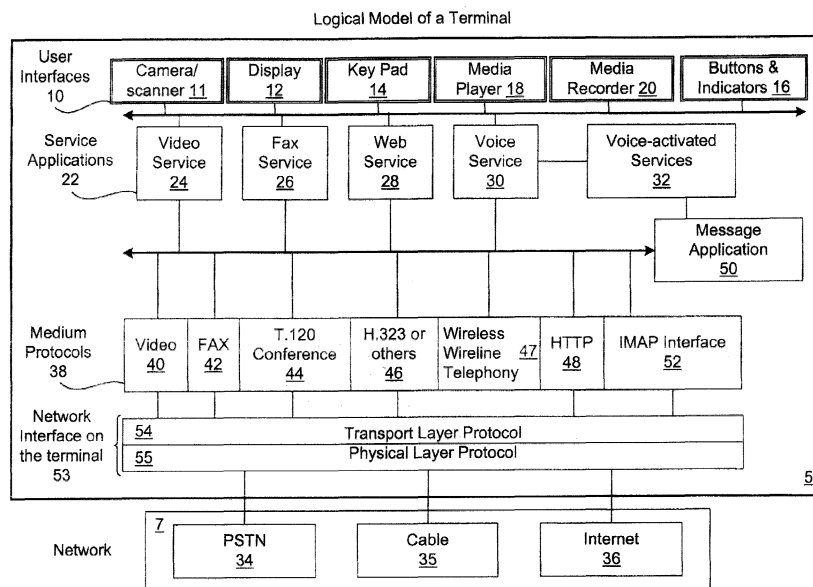 Logical Model of a Terminal
User
Interfaces
10
Camera/
scanner 11
Display
12
Key Pad
14
Media
Player 18
Media
Recorder 20
Buttons &
Indicators 16
Service
Applications
22
Video
Service
24
Fax
Service
26
Web
Service
28
Voice
Service
30
Voice-activated
Services
32
Message
Application
50
Medium
Protocols
38
Video
40
FAX
42
T.120
Conference
44
H.323 or
others
46
Wireless
Wireline
Telephony
47
HTTP
48
IMAP Interface
52
Network
Interface on
the terminal
53
54
Transport Layer Protocol
55
Physical Layer Protocol
5
Network
7
PSTN
34
Cable
35
Internet
36